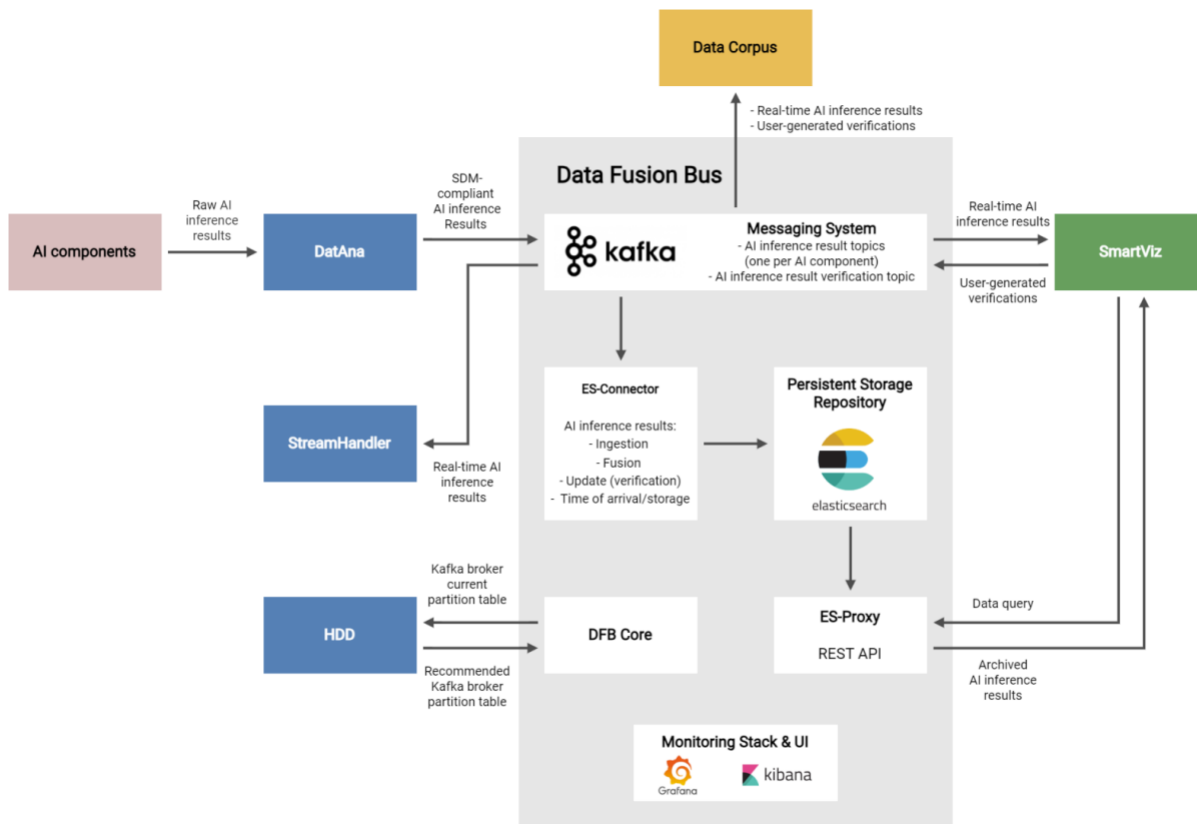 Data Corpus
- Real-time AI inference results
- User-generated verifications
Data Fusion Bus
SDM-
compliant
AI inference
Results
Raw AI
inference
results
AI components
DatAna
kafka
Messaging System
- AI inference result topics
(one per AI component)
- AI inference result verification topic
Real-time AI
inference results
SmartViz
User-generated
verifications
ES-Connector
AI inference results:
- Ingestion
- Fusion
- Update (verification)
- Time of arrival/storage
Persistent Storage
Repository
elasticsearch
StreamHandler
Real-time AI
inference
results
Kafka broker
current
partition table
HDD
Recommended
Kafka broker
partition table
DFB Core
ES-Proxy
REST API
Data query
Archived
AI inference
results
Monitoring Stack & UI
Grafana
kibana